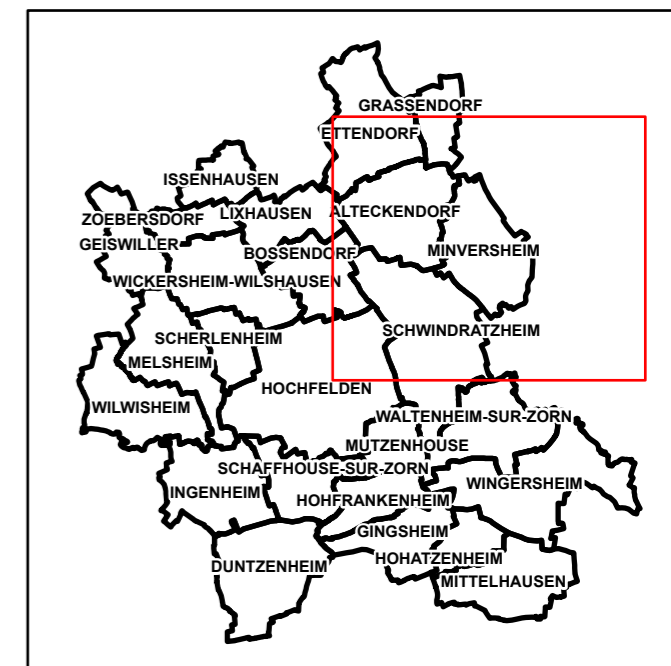 GRASSENDORF
ETTENDORF
ISSENHAUSEN
ZOEBERSDORF
LIXHAUSEN
ALTECKENDORF
GEISWILLER
BOSSENDORF
MINVERSHEIM
WICKERSHEIM-WILSHAUSEN
SCHERLENHEIM
SCHWINDRATZHEIM
MELSHEIM
HOCHFELDEN
WILWISHEIM
WALTENHEIM-SUR-ZORN
MUTZENHOUSE
SCHAFFHOUSE-SUR-ZORN
INGENHEIM
WINGERSHEIM
HOHFRANKENHEIM
GINGSHEIM
DUNTZENHEIM
HOHATZENHEIM
MITTELHAUSEN